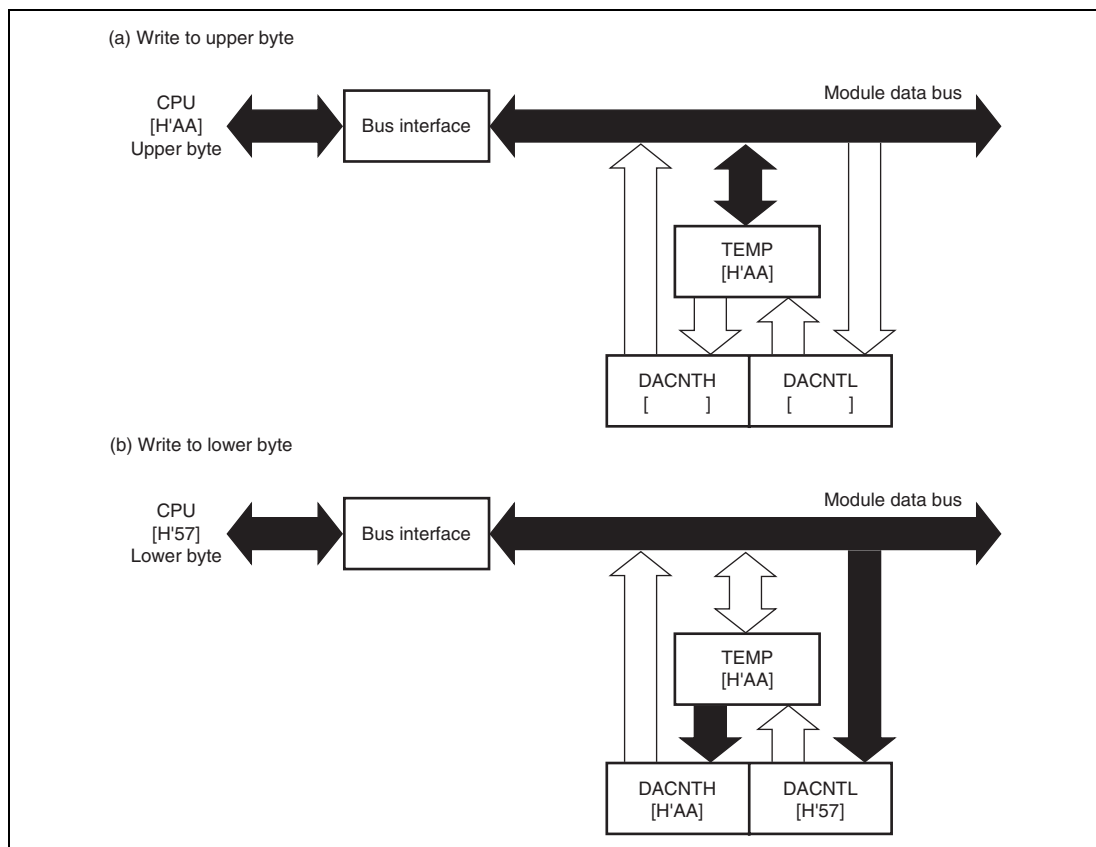 (a) Write to upper byte
CPU
[H'AA]
Upper byte
Bus interface
Module data bus
TEMP
[H'AA]
DACNTH
[ ]
DACNTL
[ ]
(b) Write to lower byte
CPU
[H'57]
Lower byte
Bus interface
Module data bus
TEMP
[H'AA]
DACNTH
[H'AA]
DACNTL
[H'57]